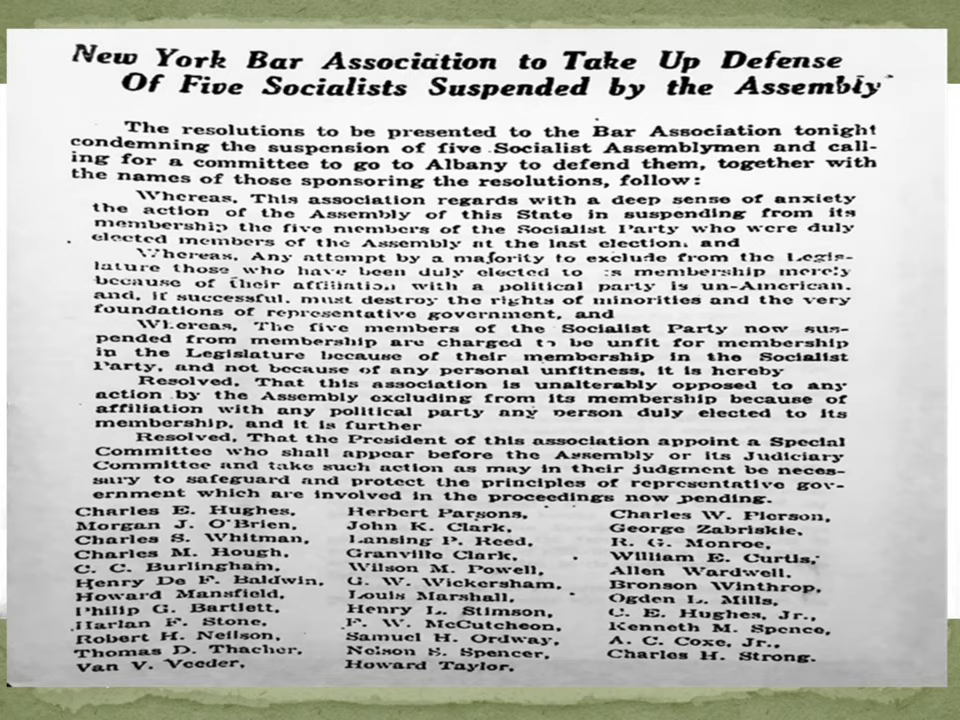 New York Bar Association to Take Up Defense
Of Five Socialists Suspended by the Assembly
The resolutions to be presented to the Bar Association tonight
condemning the suspension of five Socialist Assemblymen and call-
ing for a committee to go to Albany to defend them, together with
the names of those sponsoring the resolutions, follow:
Whereas, This association regards with a deep sense of anxiety
the action of the Assembly of this State in suspending from its
membership the five members of the Socialist Party who were duly
elected members of the Assembly at the last election, and
Whereas, Any attempt by a majority to exclude from the Legis-
lature those who have been duly elected to its membership merely
because of their affiliation with a political party is un-American,
and, if successful, must destroy the rights of minorities and the very
foundations of representative government, and
Whereas, The five members of the Socialist Party now sus-
pended from membership are charged to be unfit for membership
in the Legislature because of their membership in the Socialist
Party, and not because of any personal unfitness, it is hereby
Resolved, That this association is unalterably opposed to any
action by the Assembly excluding from its membership because of
affiliation with any political party any person duly elected to its
membership, and it is further
Resolved, That the President of this association appoint a Special
Committee who shall appear before the Assembly or its Judiciary
Committee and take such action as may in their judgment be neces-
sary to safeguard and protect the principles of representative gov-
ernment which are involved in the proceedings now pending.
Charles E. Hughes,
Morgan J. O'Brien,
Charles S. Whitman,
Charles M. Hough,
C. C. Burlingham,
Henry De F. Baldwin,
Howard Mansfield,
Philip G. Bartlett,
Harlan F. Stone,
Robert H. Neilson,
Thomas D. Thacher,
Van V. Veeder,
Herbert Parsons,
John K. Clark,
Lansing P. Reed,
Granville Clark,
Wilson M. Powell,
G. W. Wickersham,
Louis Marshall,
Henry L. Stimson,
F. W. McCutcheon,
Samuel H. Ordway,
Nelson S. Spencer,
Howard Taylor,
Charles W. Pierson,
George Zabriskie,
R. G. Monroe,
William E. Curtis,
Allen Wardwell,
Bronson Winthrop,
Ogden L. Mills,
C. E. Hughes, Jr.,
Kenneth M. Spence,
A. C. Coxe, Jr.,
Charles H. Strong.